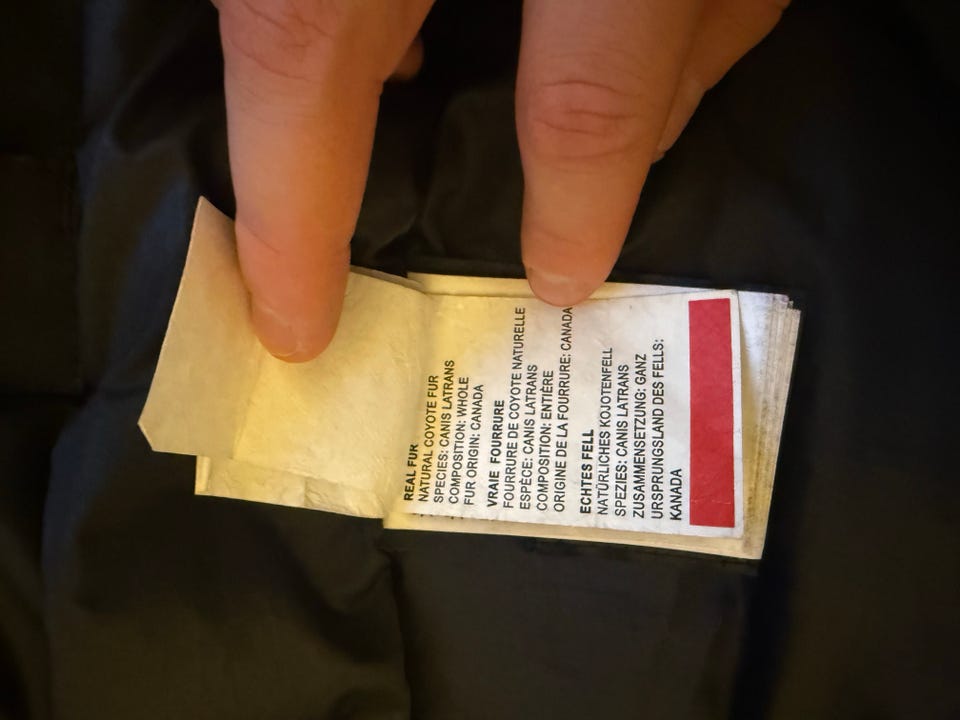 REAL FUR
NATURAL COYOTE FUR
SPECIES: CANIS LATRANS
COMPOSITION: WHOLE
FUR ORIGIN: CANADA
VRAIE FOURRURE
FOURRURE DE COYOTE NATURELLE
ESPÈCE: CANIS LATRANS
COMPOSITION: ENTIÈRE
ORIGINE DE LA FOURRURE: CANADA
ECHTES FELL
NATÜRLICHES KOJOTENFELL
SPEZIES: CANIS LATRANS
ZUSAMMENSETZUNG: GANZ
URSPRUNGSLAND DES FELLS:
KANADA